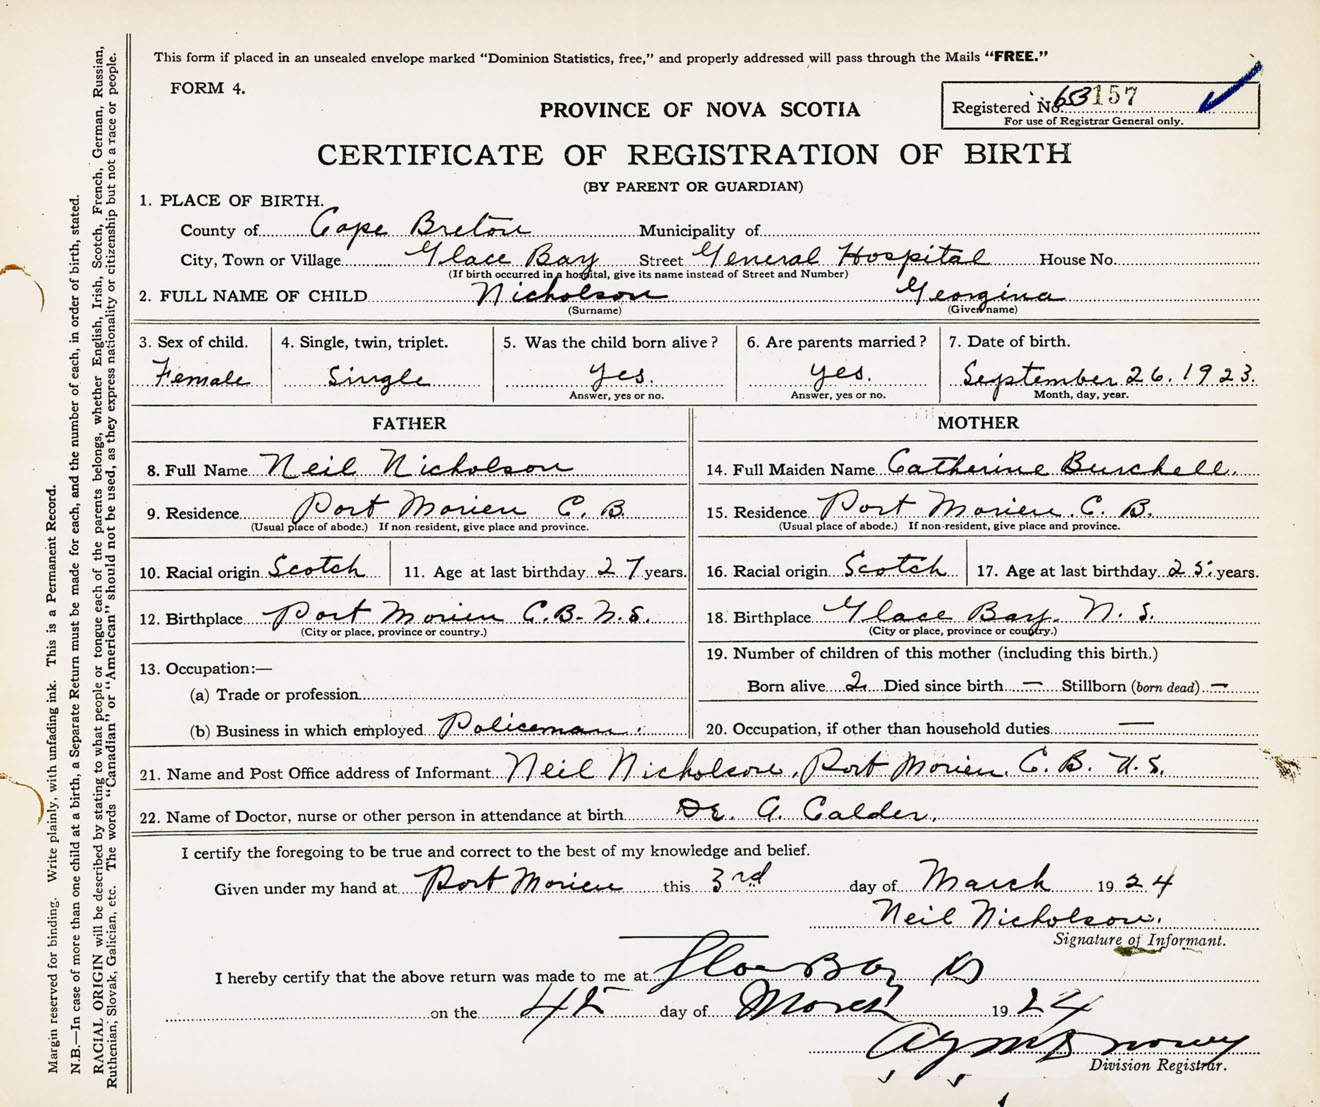 This form if placed in an unsealed envelope marked "Dominion Statistics, free," and properly addressed will pass through the Mails "FREE."
FORM 4.
Registered No. 157
For use of Registrar General only.
PROVINCE OF NOVA SCOTIA
CERTIFICATE OF REGISTRATION OF BIRTH
(BY PARENT OR GUARDIAN)
1. PLACE OF BIRTH.
County of Cape Breton Municipality of
City, Town or Village Glace Bay Street General Hospital House No.
(If birth occurred in a hospital, give its name instead of Street and Number)
2. FULL NAME OF CHILD Nicholson Georgina
(Surname) (Given name)
3. Sex of child. 4. Single, twin, triplet. 5. Was the child born alive? 6. Are parents married? 7. Date of birth.
Female Single yes. yes. September 26. 1923.
Answer, yes or no. Answer, yes or no. Month, day, year.
FATHER MOTHER
8. Full Name Neil Nicholson 14. Full Maiden Name Catherine Burchell.
9. Residence Port Morien C. B. 15. Residence Port Morien. C. B.
(Usual place of abode.) If non-resident, give place and province. (Usual place of abode.) If non-resident, give place and province.
10. Racial origin Scotch 11. Age at last birthday 27 years. 16. Racial origin Scotch 17. Age at last birthday 25. years.
12. Birthplace Port Morien C.B. N.S. 18. Birthplace Glace Bay. N. S.
(City or place, province or country.) (City or place, province or country.)
13. Occupation:— 19. Number of children of this mother (including this birth.)
(a) Trade or profession Born alive 2 Died since birth — Stillborn (born dead) —
(b) Business in which employed Policeman. 20. Occupation, if other than household duties —
21. Name and Post Office address of Informant Neil Nicholson, Port Morien. C. B. N. S.
22. Name of Doctor, nurse or other person in attendance at birth Dr. A. Calder.
I certify the foregoing to be true and correct to the best of my knowledge and belief.
Given under my hand at Port Morien this 3rd day of March 1924
Neil Nicholson.
Signature of Informant.
I hereby certify that the above return was made to me at Glace Bay
on the day of March 1924
Division Registrar.
Margin reserved for binding. Write plainly, with unfading ink. This is a Permanent Record.
N.B.—In case of more than one child at a birth, a Separate Return must be made for each, and the number of each, in order of birth, stated.
RACIAL ORIGIN will be described by stating to what people or tongue each of the parents belongs, whether English, Irish, Scotch, French, German, Russian,
Ruthenian, Slovak, Galician, etc. The words "Canadian" or "American" should not be used, as they express nationality or citizenship but not a race or people.